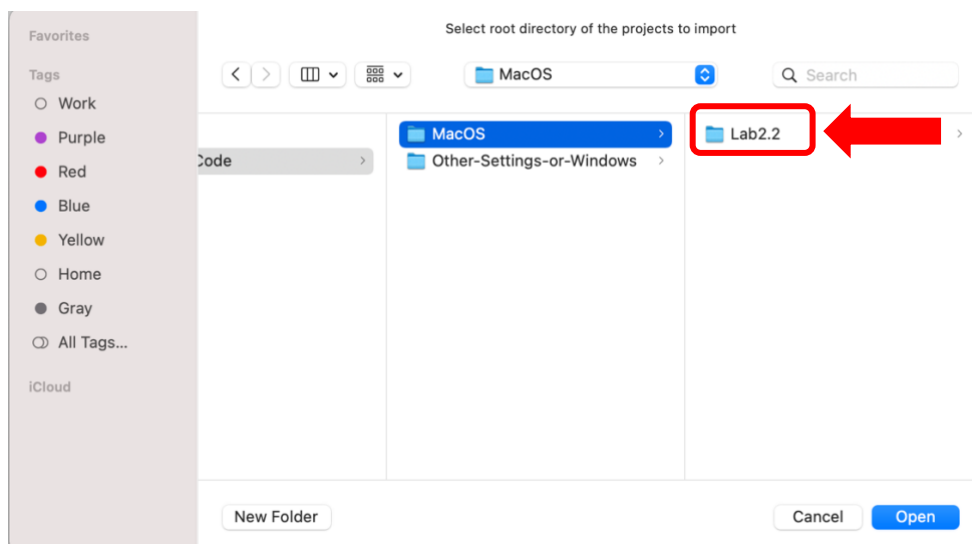 Select root directory of the projects to import
Favorites
Tags
Work
Purple
Red
Blue
Yellow
Home
Gray
All Tags...
iCloud
MacOS
Search
Code
MacOS
Other-Settings-or-Windows
Lab2.2
New Folder
Cancel
Open